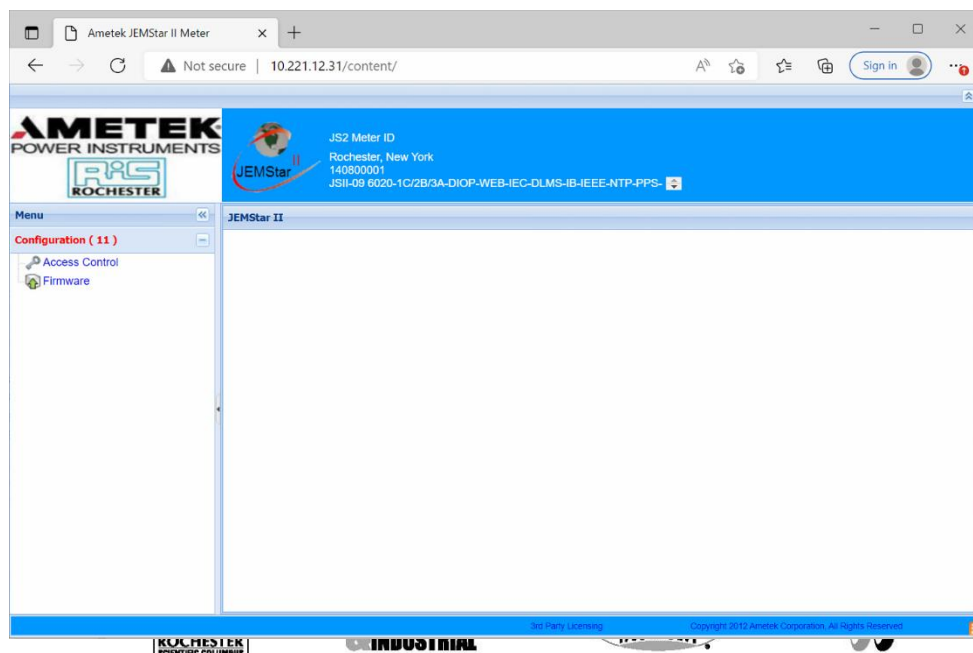 Ametek JEMStar II Meter
Not secure | 10.221.12.31/content/
Sign in
AMETEK
POWER INSTRUMENTS
RIS
ROCHESTER
JEMStar II
JS2 Meter ID
Rochester, New York
140800001
JSII-09 6020-1C/2B/3A-DIOP-WEB-IEC-DLMS-IB-IEEE-NTP-PPS-
Menu
JEMStar II
Configuration ( 11 )
Access Control
Firmware
3rd Party Licensing
Copyright 2012 Ametek Corporation, All Rights Reserved
ROCHESTER
&INDUSTRIAL
SCIENTIFIC COLUMBUS